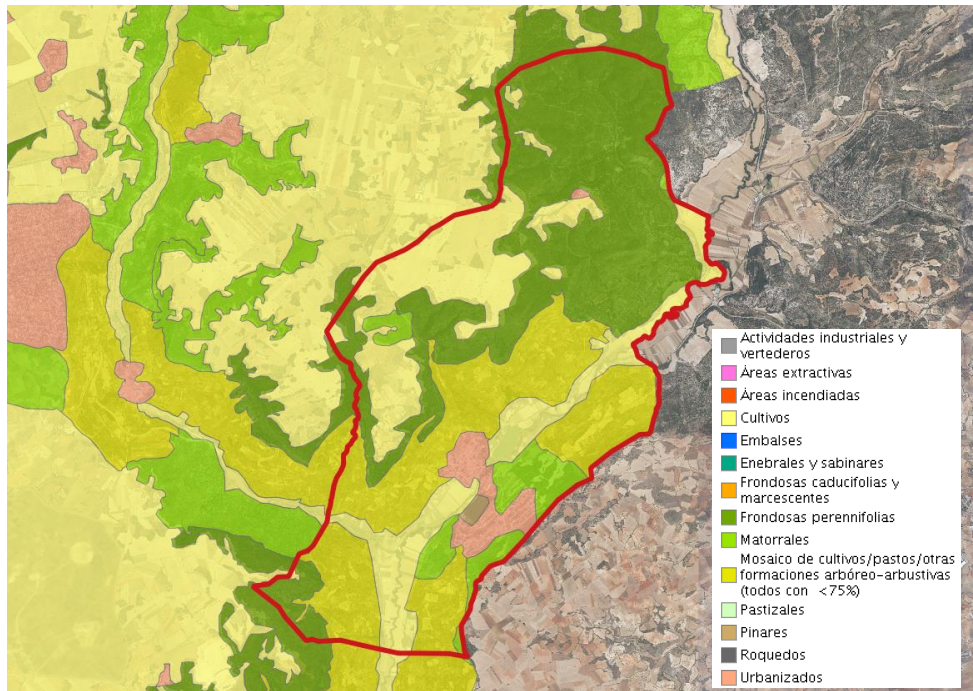 Actividades industriales y
vertederos
Áreas extractivas
Áreas incendiadas
Cultivos
Embalses
Enebrales y sabinares
Frondosas caducifolias y
marcescentes
Frondosas perennifolias
Matorrales
Mosaico de cultivos/pastos/otras
formaciones arbóreo-arbustivas
(todos con <75%)
Pastizales
Pinares
Roquedos
Urbanizados